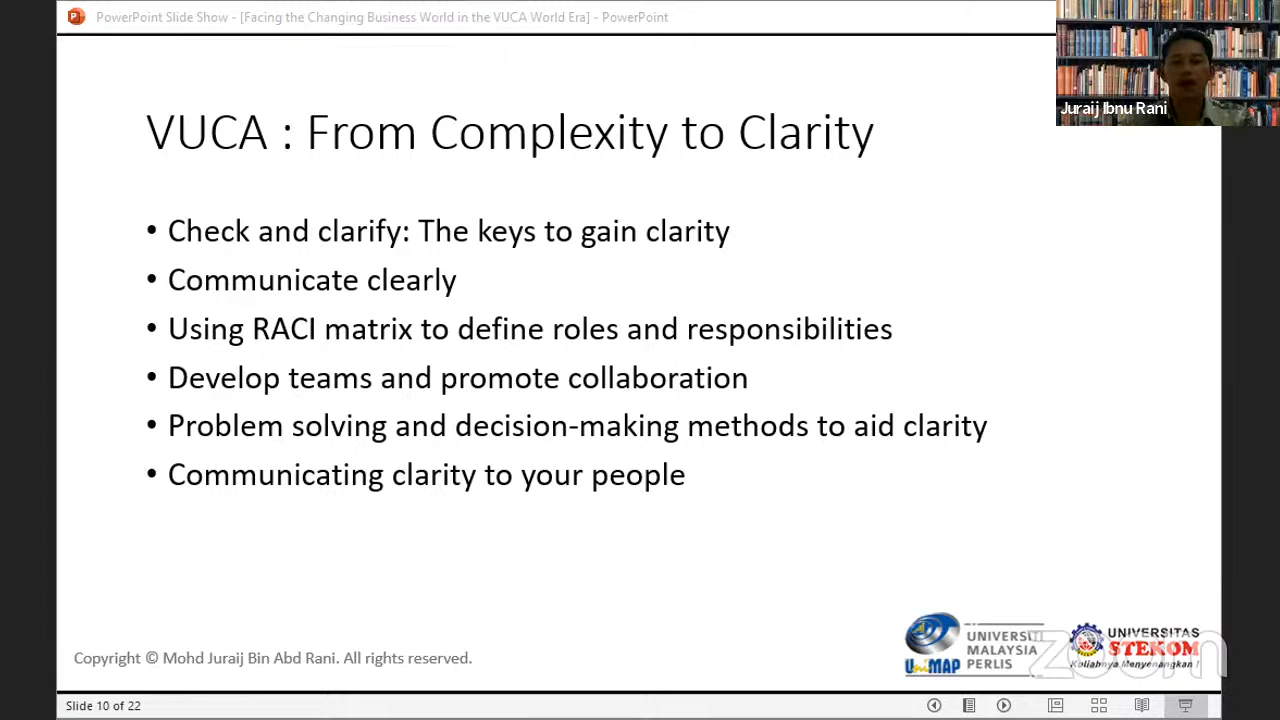 PowerPoint Slide Show - [Facing the Changing Business World in the VUCA World Era] - PowerPoint
Juraij Ibnu Rani
VUCA : From Complexity to Clarity
• Check and clarify: The keys to gain clarity
• Communicate clearly
• Using RACI matrix to define roles and responsibilities
• Develop teams and promote collaboration
• Problem solving and decision-making methods to aid clarity
• Communicating clarity to your people
Copyright © Mohd Juraij Bin Abd Rani. All rights reserved.
UniMAP
UNIVERSITI
MALAYSIA
PERLIS
UNIVERSITAS
STEKOM
Kuliahnya Menyenangkan !
zoom
Slide 10 of 22